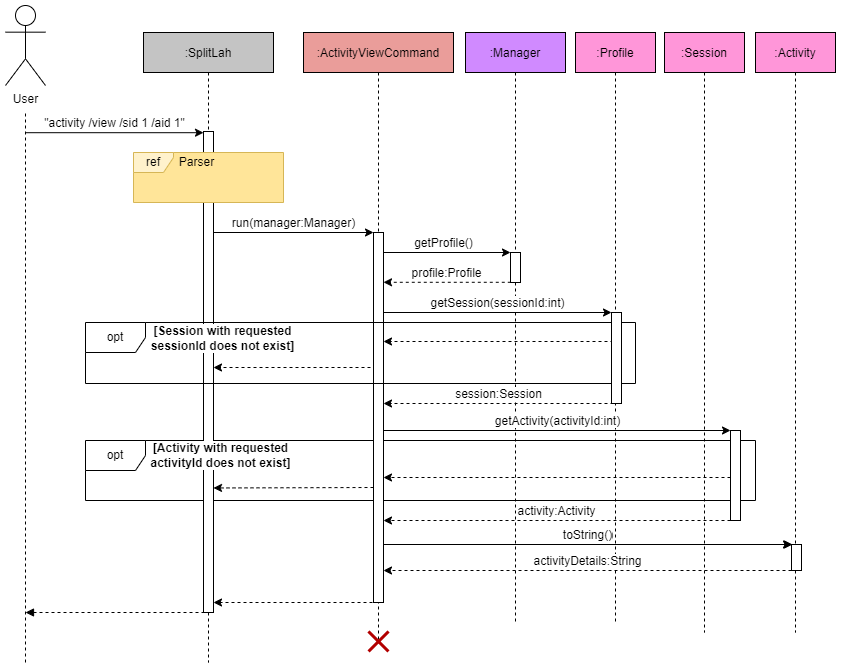 :SplitLah
:ActivityViewCommand
:Manager
:Profile
:Session
:Activity
User
"activity /view /sid 1 /aid 1"
ref
Parser
run(manager:Manager)
getProfile()
profile:Profile
getSession(sessionId:int)
opt
[Session with requested
sessionId does not exist]
session:Session
getActivity(activityId:int)
opt
[Activity with requested
activityId does not exist]
activity:Activity
toString()
activityDetails:String